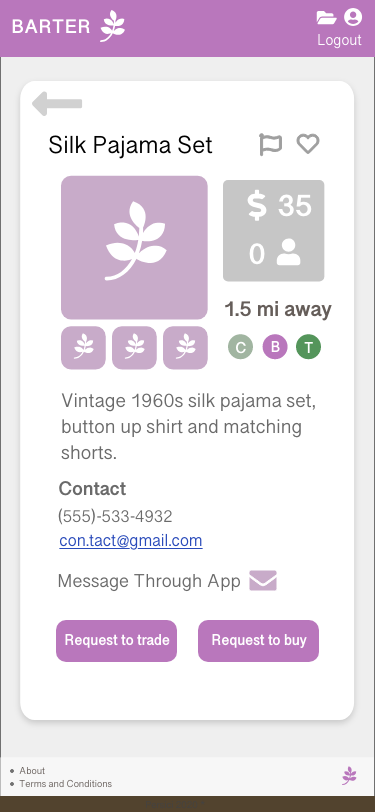 BARTER
Logout
Silk Pajama Set
$ 35
0
1.5 mi away
C B T
Vintage 1960s silk pajama set,
button up shirt and matching
shorts.
Contact
(555)-533-4932
con.tact@gmail.com
Message Through App
Request to trade Request to buy
• About
• Terms and Conditions